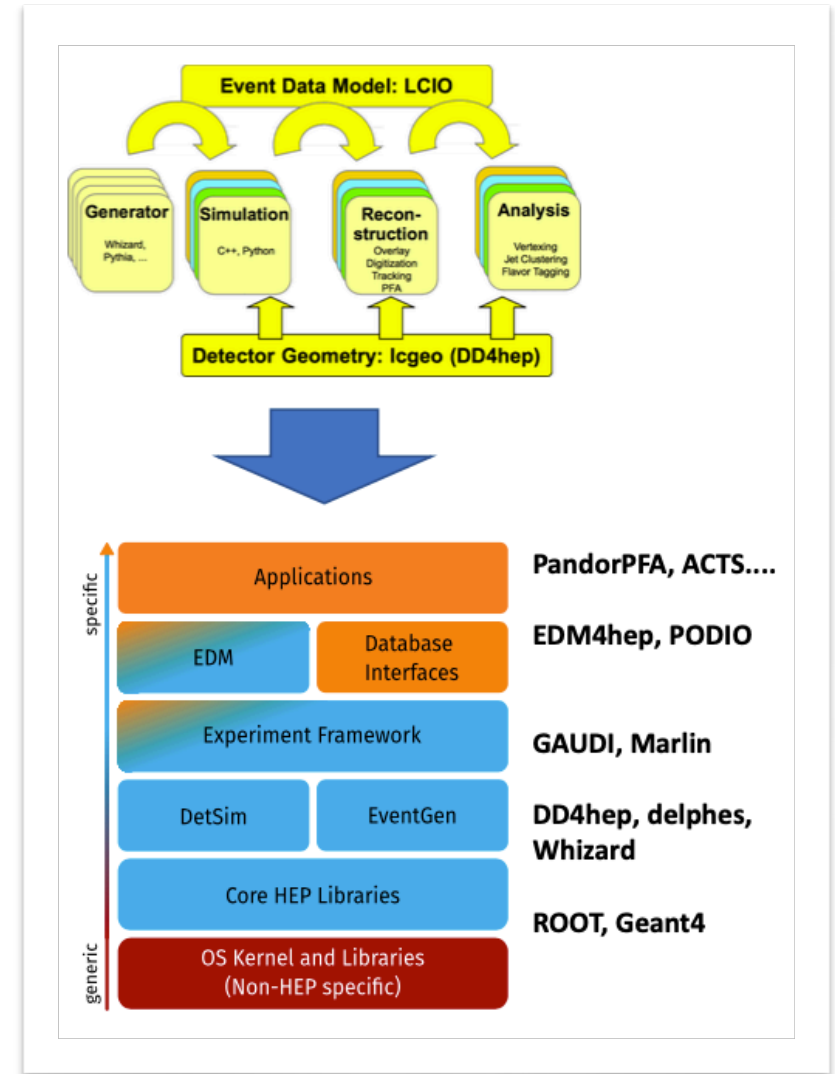 Event Data Model: LCIO
Generator
Whizard,
Pythia, ...
Simulation
C++, Python
Recon-
struction
Overlay
Digitization
Tracking
PFA
Analysis
Vertexing
Jet Clustering
Flavor Tagging
Detector Geometry: lcgeo (DD4hep)
specific
generic
Applications
PandorPFA, ACTS....
EDM
Database
Interfaces
EDM4hep, PODIO
Experiment Framework
GAUDI, Marlin
DetSim
EventGen
DD4hep, delphes,
Whizard
Core HEP Libraries
ROOT, Geant4
OS Kernel and Libraries
(Non-HEP specific)